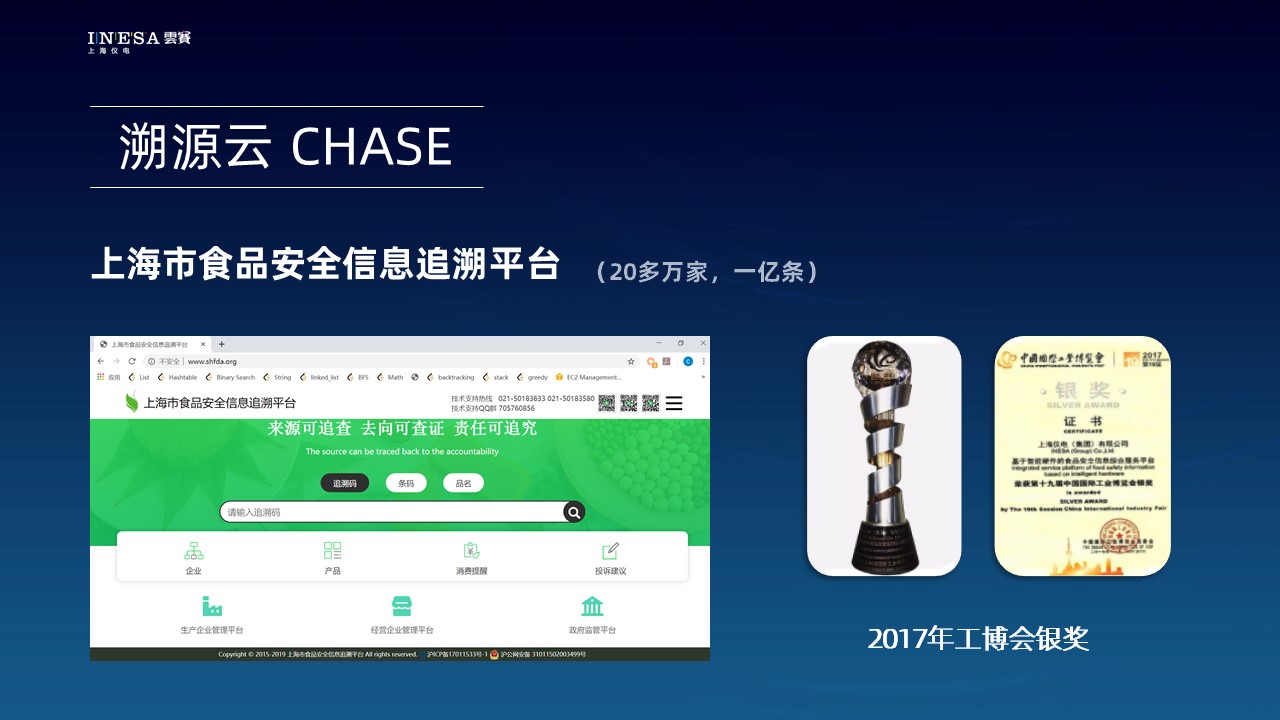 INESA 雲賽
上海仪电
溯源云 CHASE
上海市食品安全信息追溯平台 （20多万家，一亿条）
上海市食品安全信息追溯平台
不安全 www.shfda.org
应用 List Hashtable Binary Search String linked_list BFS Math backtracking stack greedy EC2 Management...
上海市食品安全信息追溯平台
技术支持热线 021-50183633 021-50183580
技术支持QQ群 705760856
来源可追查 去向可查证 责任可追究
The source can be traced back to the accountability
追溯码 条码 品名
请输入追溯码
企业 产品 消费提醒 投诉建议
生产企业管理平台 经营企业管理平台 政府监管平台
Copyright © 2015-2019 上海市食品安全信息追溯平台 All rights reserved. 沪ICP备17011533号-1 沪公网安备 31011502003499号
中国国际工业博览会 2017
第19届
银奖
SILVER AWARD
证书
CERTIFICATE
上海仪电（集团）有限公司
INESA (Group) Co.,Ltd.
基于智能硬件的食品安全信息综合服务平台
Integrated service platform of food safety information
based on intelligent hardware
荣获第十九届中国国际工业博览会银奖
is awarded
SILVER AWARD
by The 19th Session China International Industry Fair
2017年工博会银奖